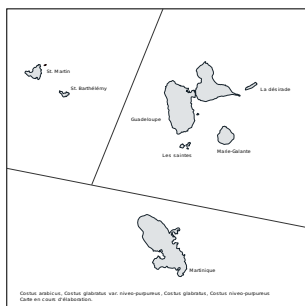 St. Martin
St. Barthélémy
La désirade
Guadeloupe
Marie-Galante
Les saintes
Martinique
Costus arabicus, Costus glabratus var. niveo-purpureus, Costus glabratus, Costus niveo-purpureus.
Carte en cours d'élaboration.